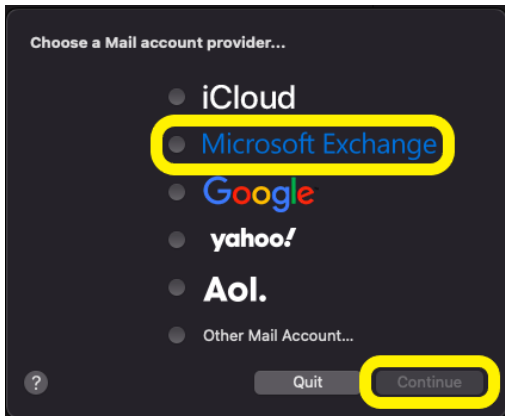 Choose a Mail account provider...
iCloud
Microsoft Exchange
Google
yahoo!
Aol.
Other Mail Account...
?
Quit
Continue